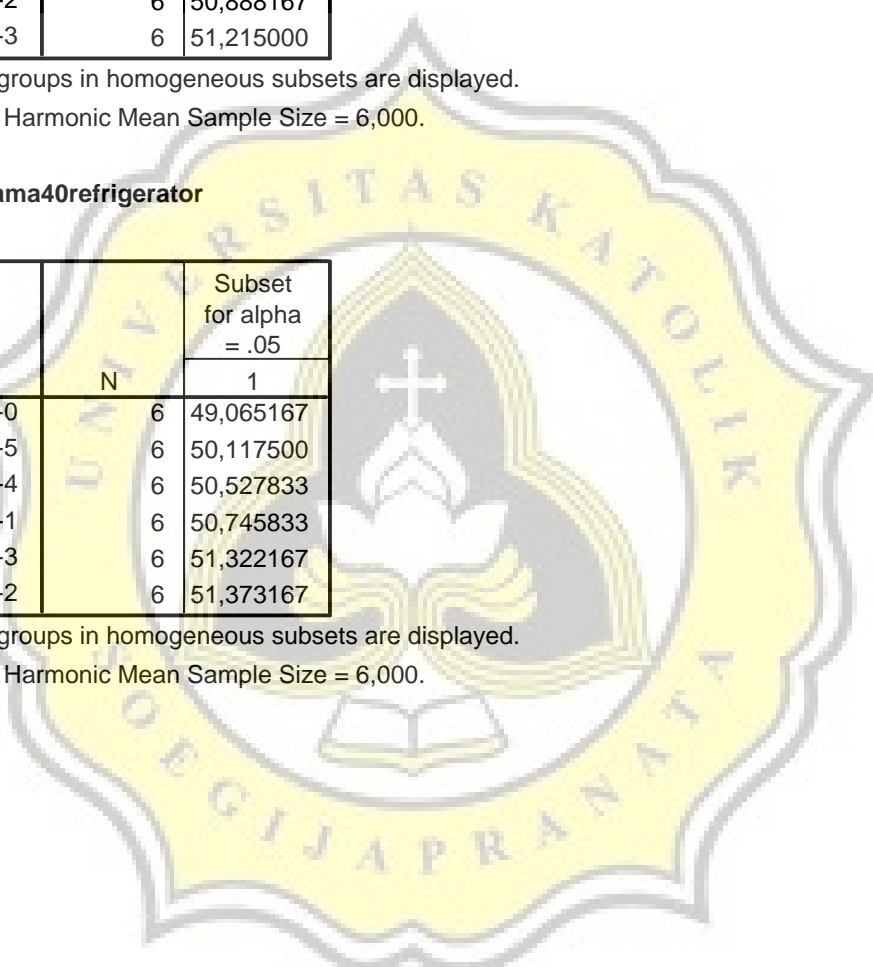 -2 6 50,888167
-3 6 51,215000
groups in homogeneous subsets are displayed.
Harmonic Mean Sample Size = 6,000.
ama40refrigerator
Subset
for alpha
= .05
N 1
-0 6 49,065167
-5 6 50,117500
-4 6 50,527833
-1 6 50,745833
-3 6 51,322167
-2 6 51,373167
groups in homogeneous subsets are displayed.
Harmonic Mean Sample Size = 6,000.
UNIVERSITAS KATOLIK
SOEGIJAPRANATA